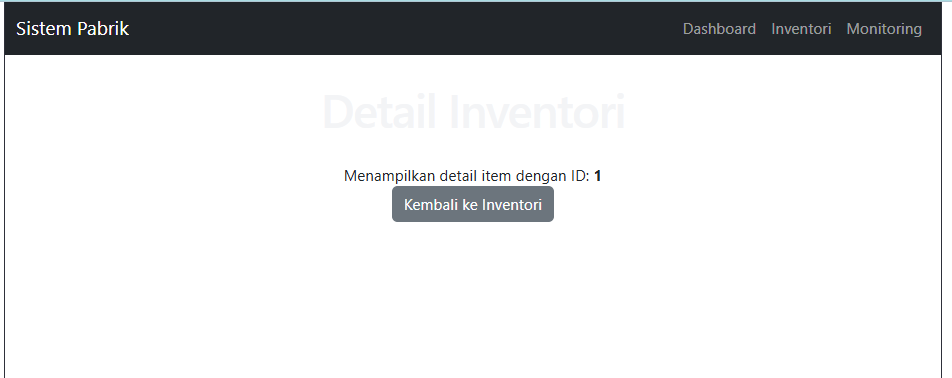 Sistem Pabrik
Dashboard Inventori Monitoring
Detail Inventori
Menampilkan detail item dengan ID: 1
Kembali ke Inventori